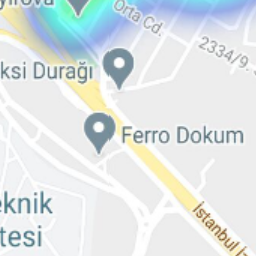 Orta Cd.
2334/9. S
ksi Durağı
Ferro Dokum
eknik
tesi
İstanbul İz